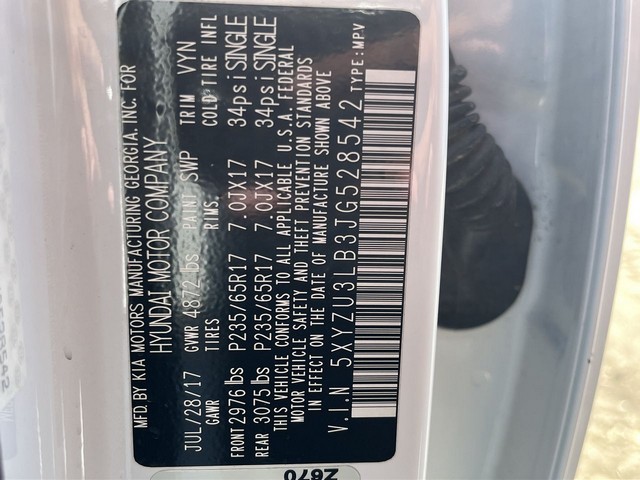 MFD. BY KIA MOTORS MANUFACTURING GEORGIA, INC. FOR
HYUNDAI MOTOR COMPANY
JUL/28/17 GVWR 4872 lbs PAINT SWP TRIM VYN
GAWR TIRES RIMS COLD TIRE INFL
FRONT 2976 lbs P235/65R17 7.0JX17 34psi SINGLE
REAR 3075 lbs P235/65R17 7.0JX17 34psi SINGLE
THIS VEHICLE CONFORMS TO ALL APPLICABLE U.S.A. FEDERAL
MOTOR VEHICLE SAFETY AND THEFT PREVENTION STANDARDS
IN EFFECT ON THE DATE OF MANUFACTURE SHOWN ABOVE
V.I.N 5XYZU3LB3JG528542 TYPE:MPV
2670